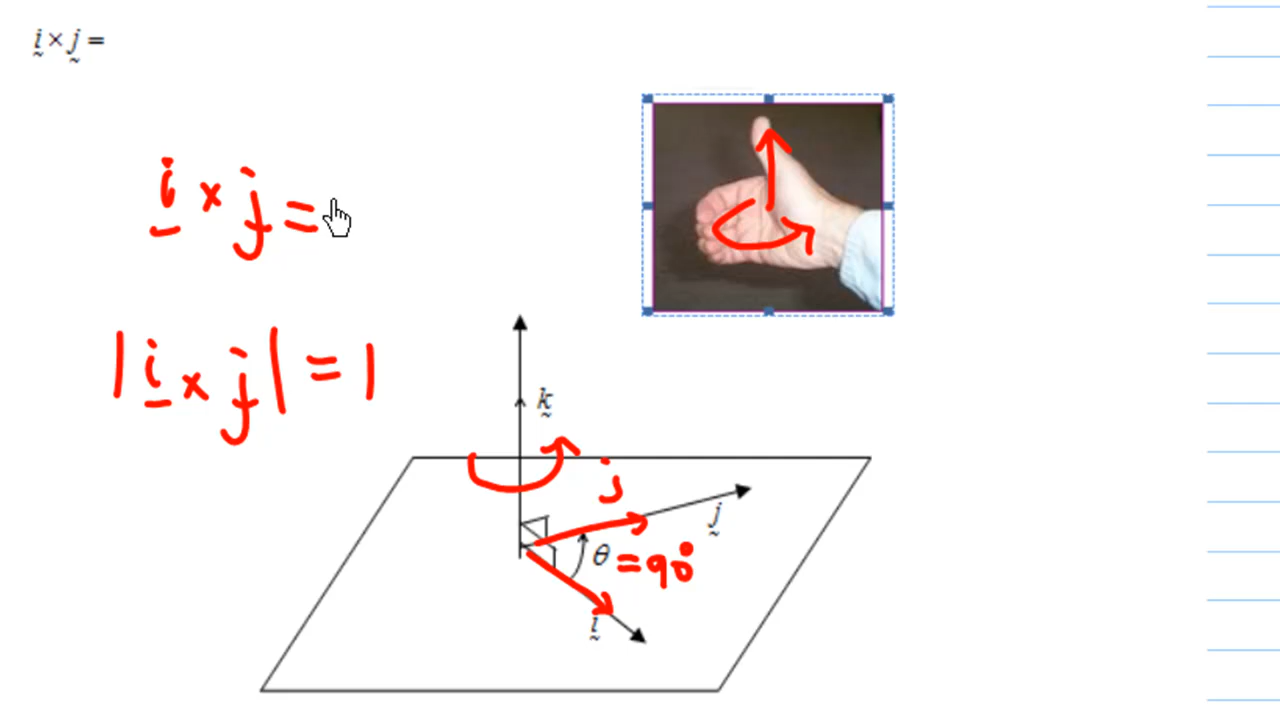 i × j =
i × j =
|i × j| = 1
k
j
j
θ = 90°
i